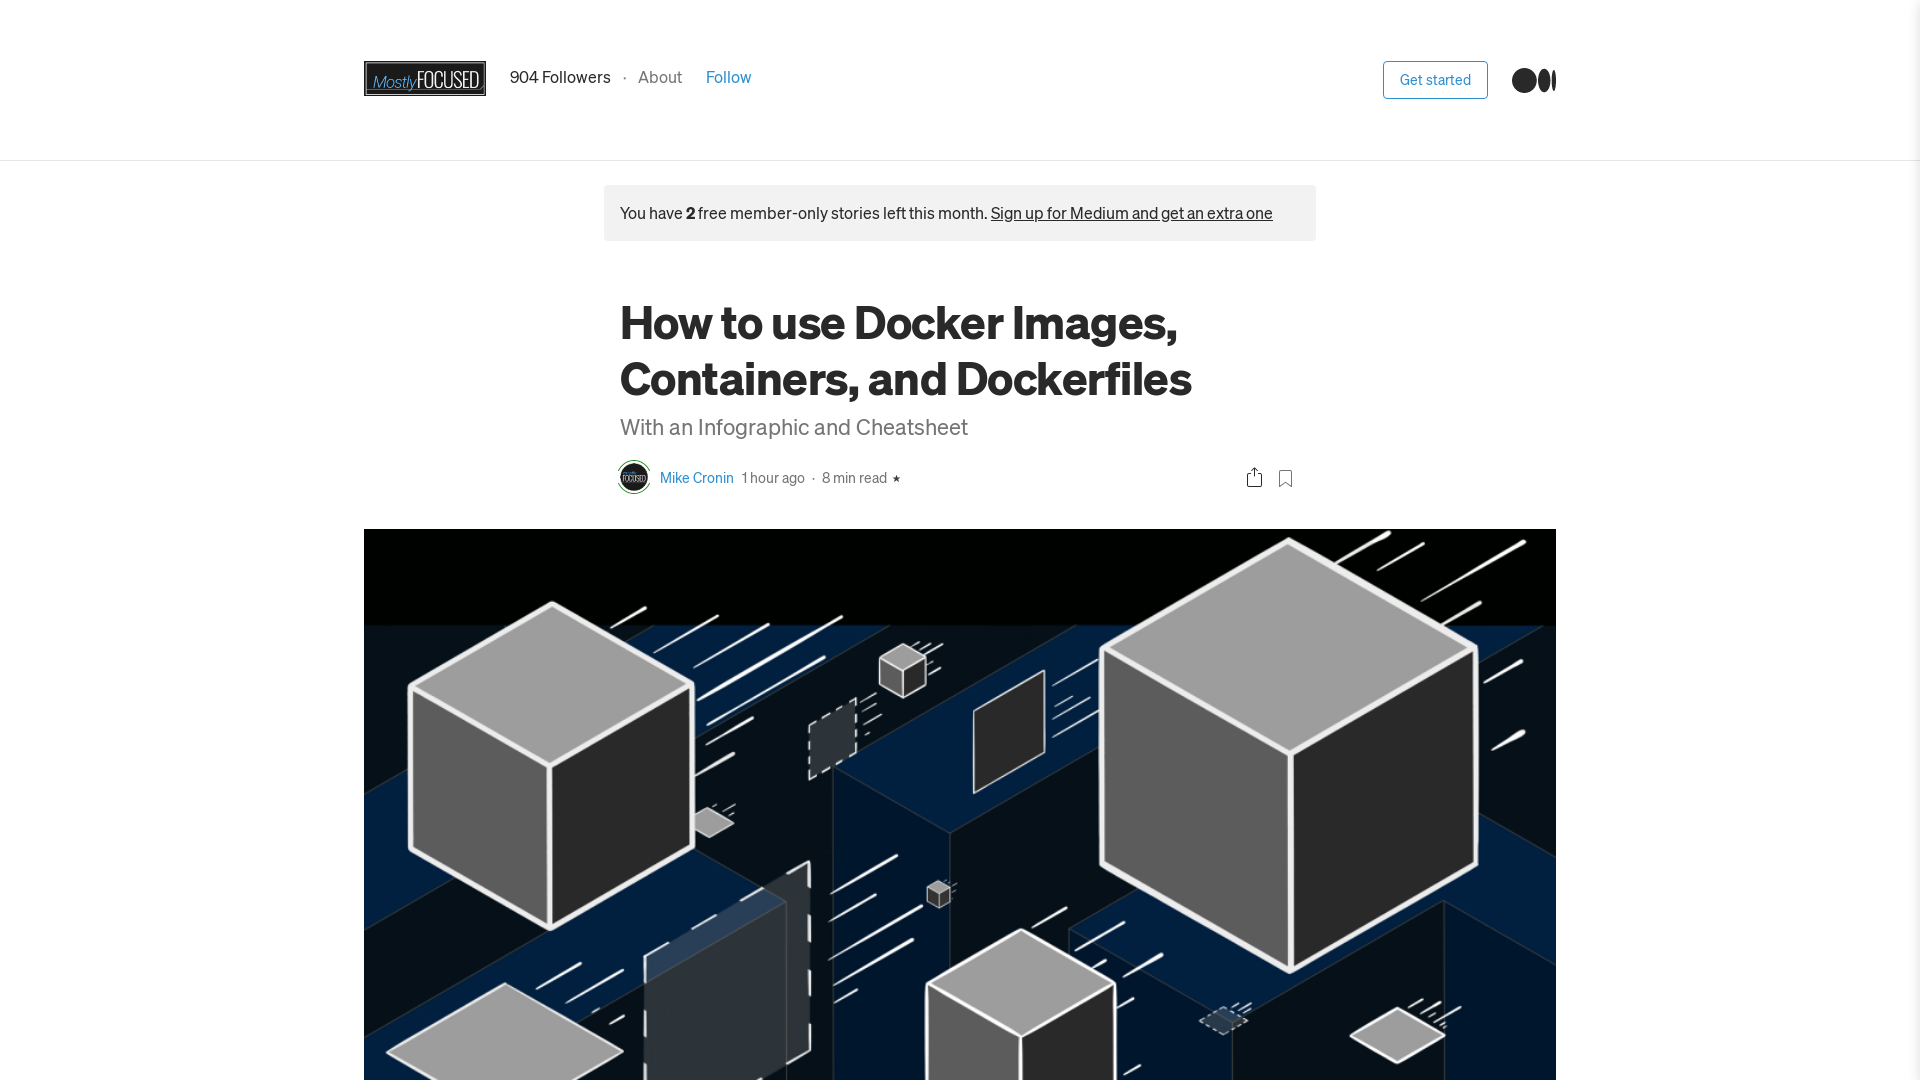 MostlyFOCUSED
904 Followers · About Follow
Get started
You have 2 free member-only stories left this month. Sign up for Medium and get an extra one
How to use Docker Images,
Containers, and Dockerfiles
With an Infographic and Cheatsheet
FOCUSED
Mike Cronin 1 hour ago · 8 min read ★